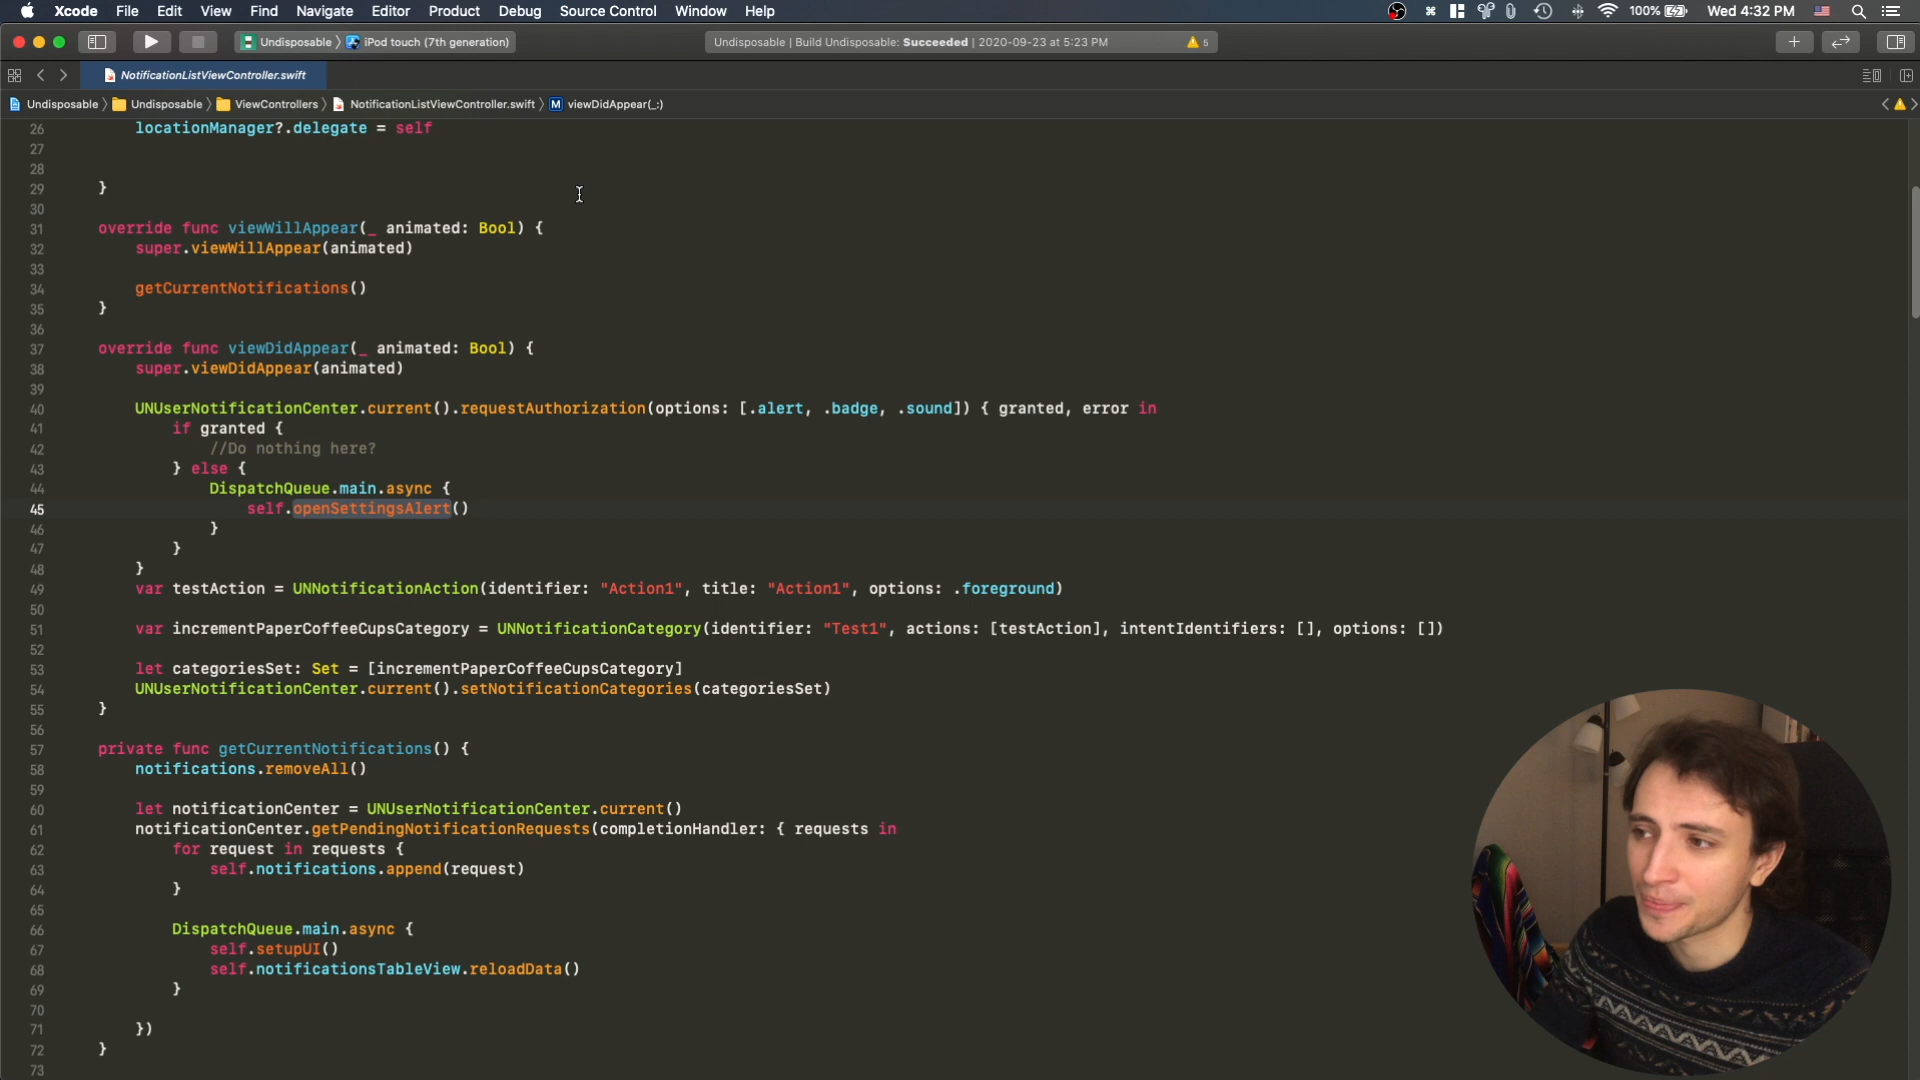 Xcode File Edit View Find Navigate Editor Product Debug Source Control Window Help 100% Wed 4:32 PM
Undisposable iPod touch (7th generation) Undisposable | Build Undisposable: Succeeded | 2020-09-23 at 5:23 PM 5
NotificationListViewController.swift
Undisposable Undisposable ViewControllers NotificationListViewController.swift M viewDidAppear(_:)
26 locationManager?.delegate = self
27
28
29 }
30
31 override func viewWillAppear(_ animated: Bool) {
32 super.viewWillAppear(animated)
33
34 getCurrentNotifications()
35 }
36
37 override func viewDidAppear(_ animated: Bool) {
38 super.viewDidAppear(animated)
39
40 UNUserNotificationCenter.current().requestAuthorization(options: [.alert, .badge, .sound]) { granted, error in
41 if granted {
42 //Do nothing here?
43 } else {
44 DispatchQueue.main.async {
45 self.openSettingsAlert()
46 }
47 }
48 }
49 var testAction = UNNotificationAction(identifier: "Action1", title: "Action1", options: .foreground)
50
51 var incrementPaperCoffeeCupsCategory = UNNotificationCategory(identifier: "Test1", actions: [testAction], intentIdentifiers: [], options: [])
52
53 let categoriesSet: Set = [incrementPaperCoffeeCupsCategory]
54 UNUserNotificationCenter.current().setNotificationCategories(categoriesSet)
55 }
56
57 private func getCurrentNotifications() {
58 notifications.removeAll()
59
60 let notificationCenter = UNUserNotificationCenter.current()
61 notificationCenter.getPendingNotificationRequests(completionHandler: { requests in
62 for request in requests {
63 self.notifications.append(request)
64 }
65
66 DispatchQueue.main.async {
67 self.setupUI()
68 self.notificationsTableView.reloadData()
69 }
70
71 })
72 }
73